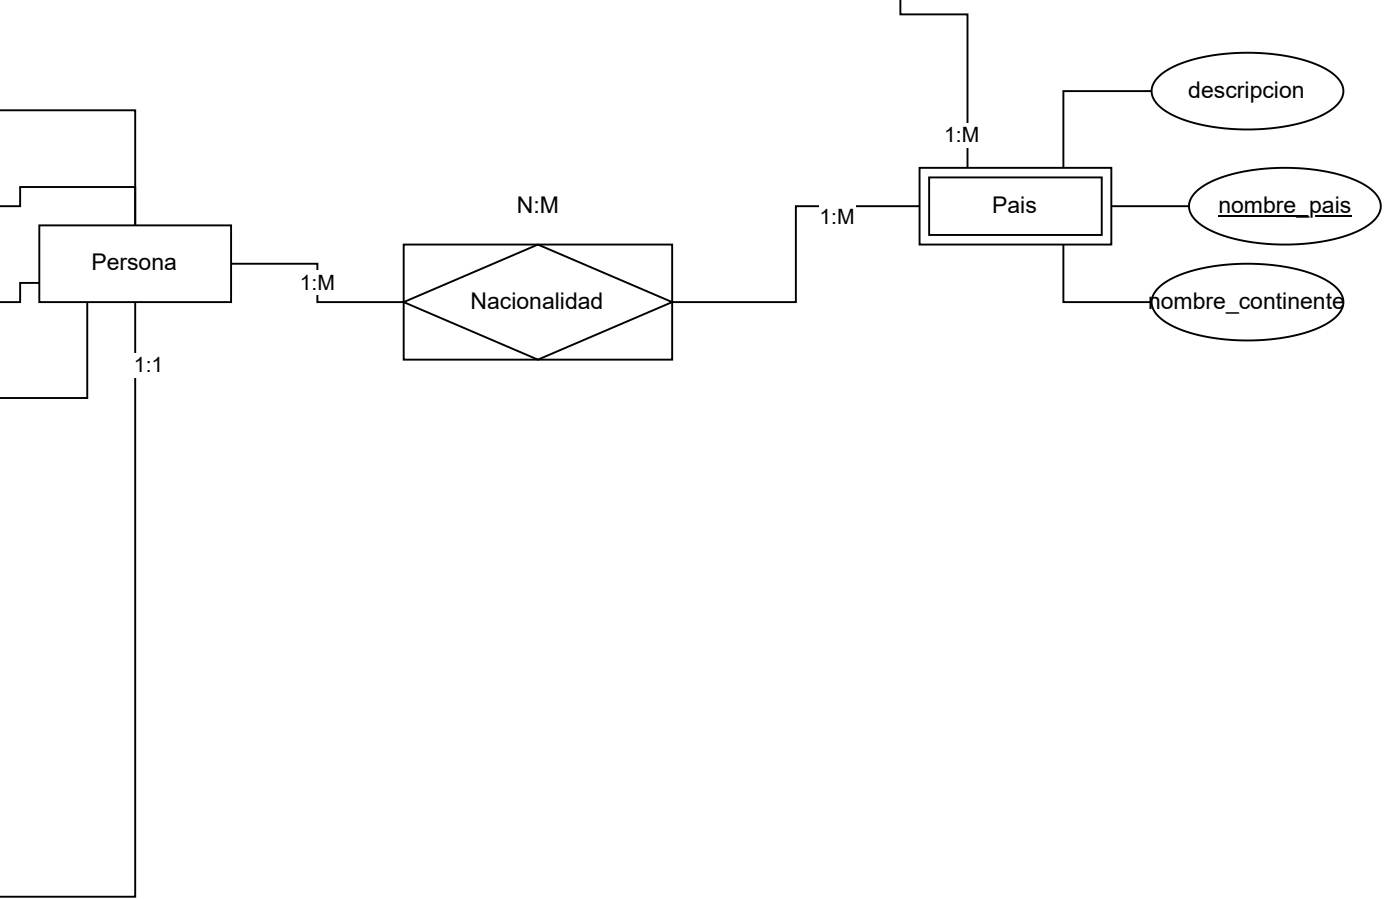 descripcion
1:M
N:M
1:M
Pais
nombre_pais
Persona
1:M
Nacionalidad
nombre_continente
1:1